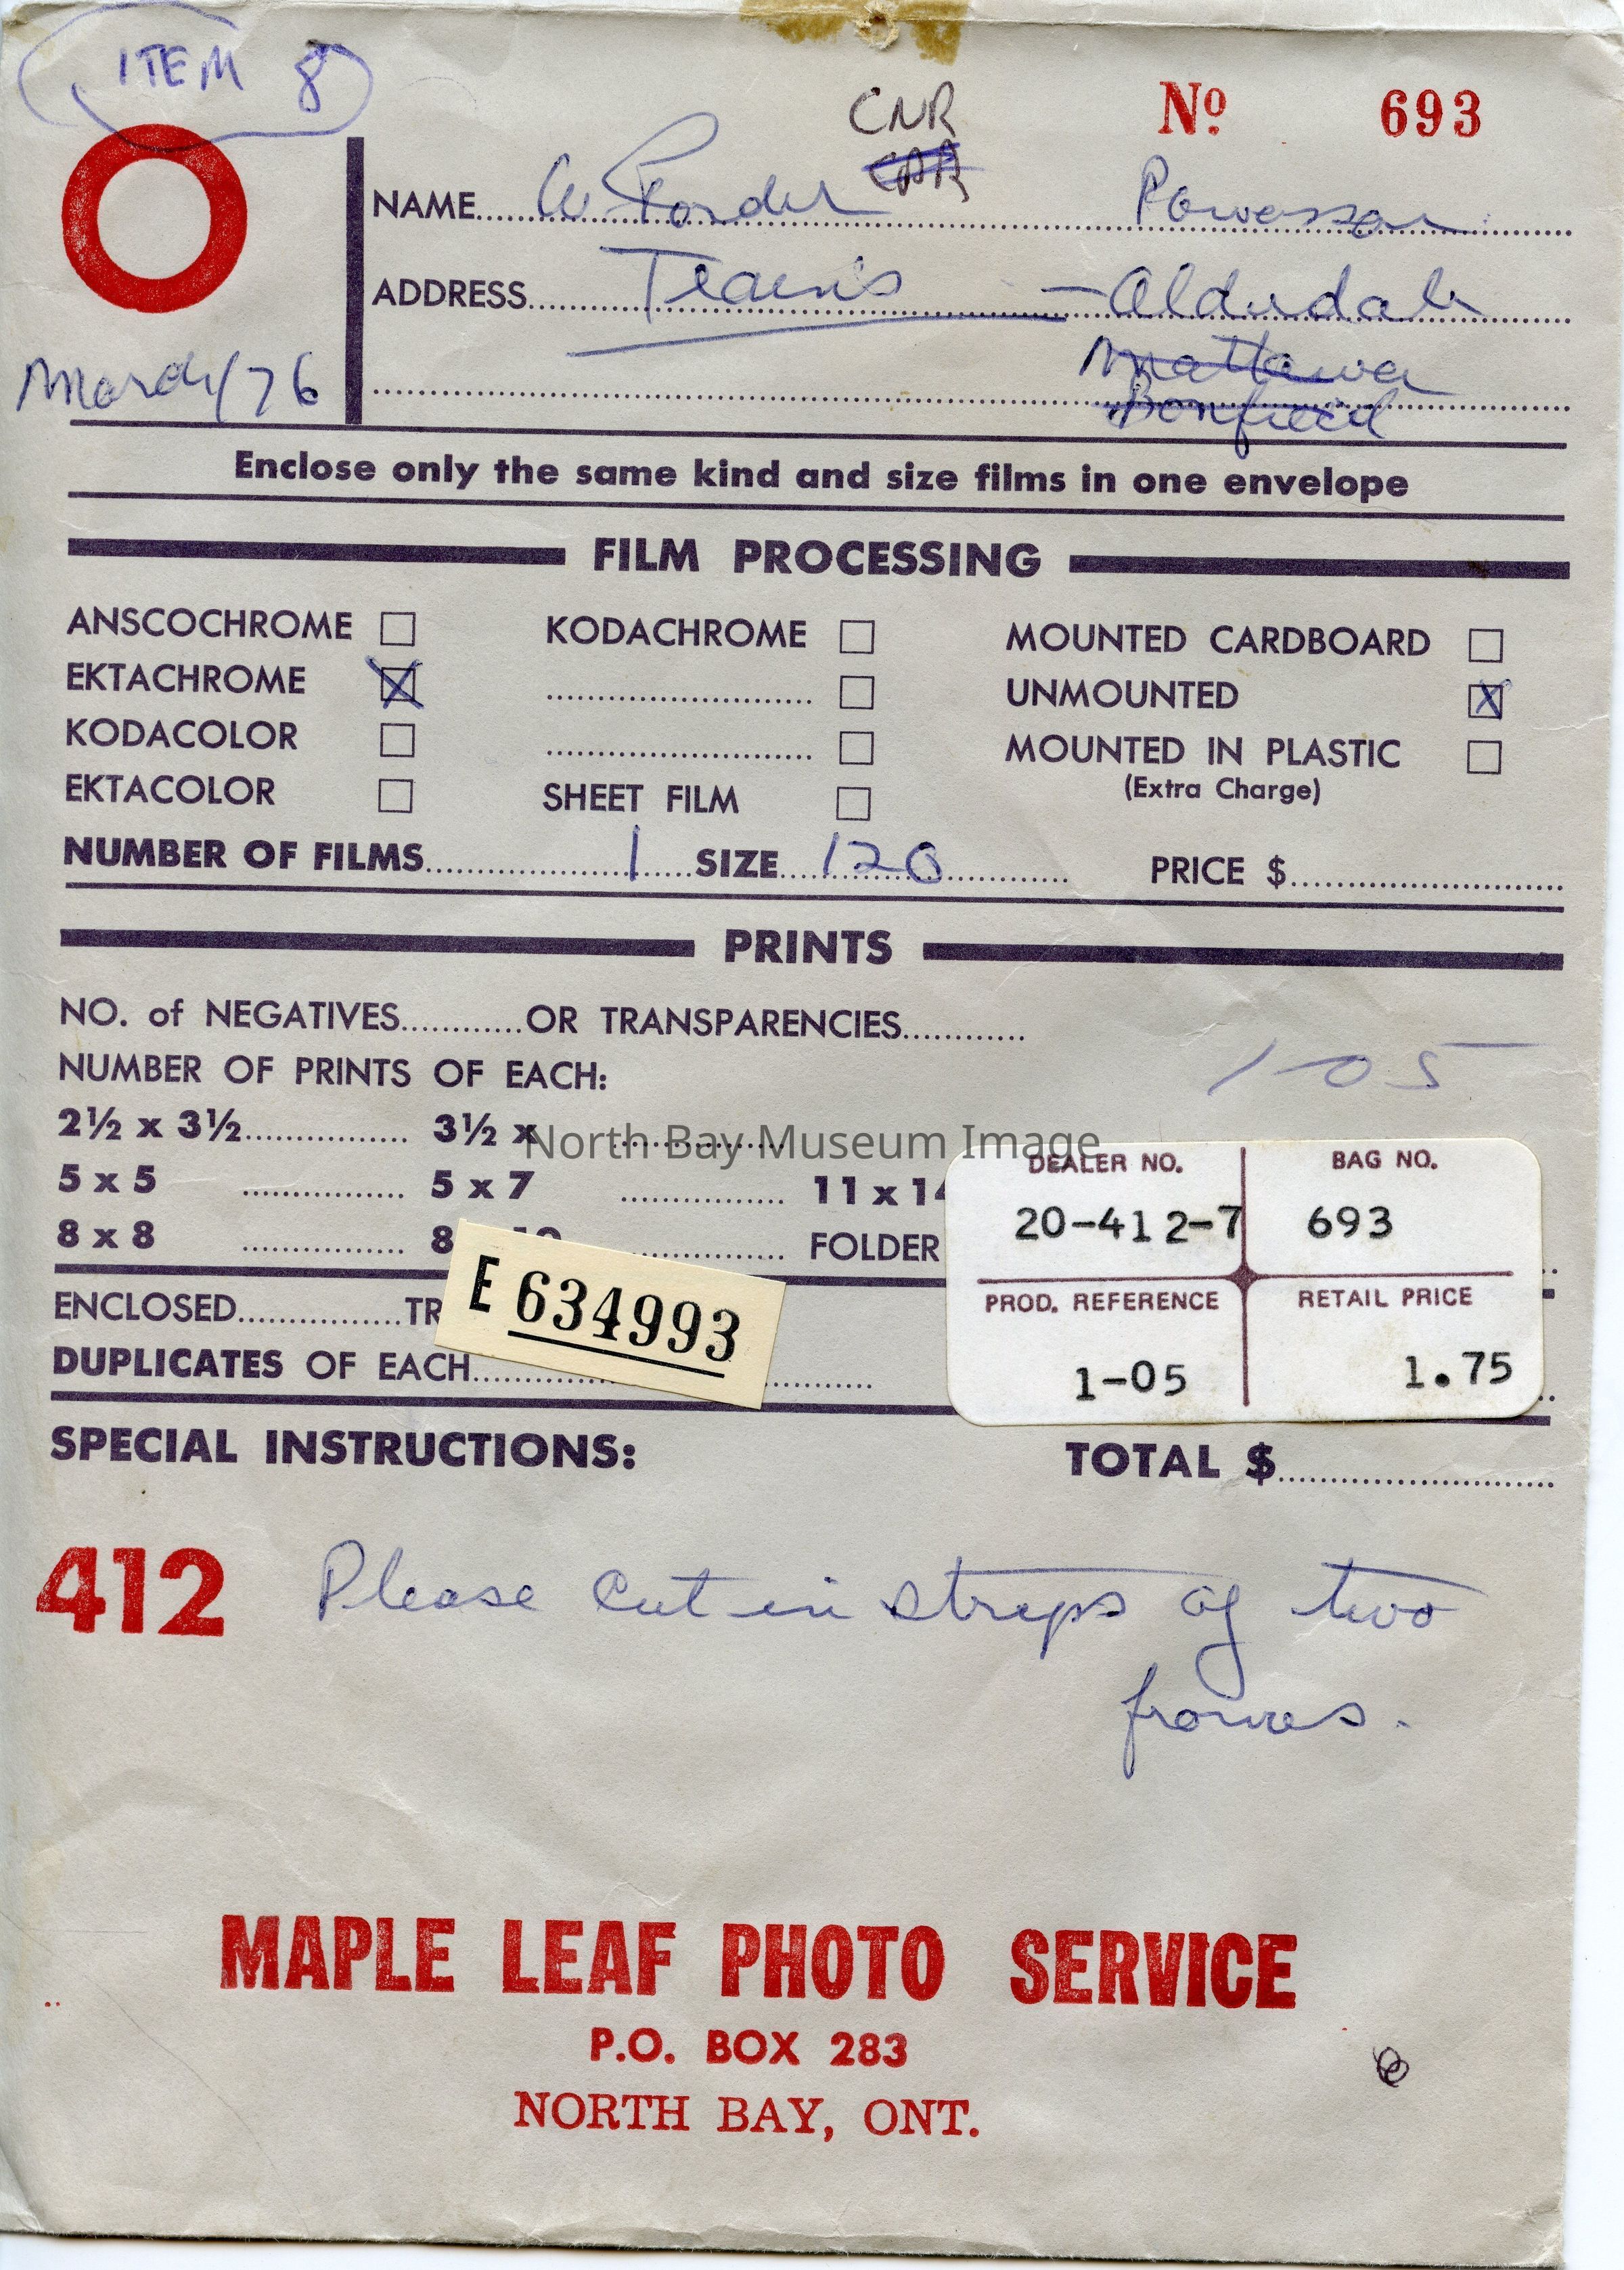 ITEM 8
CNR
Nº 693
NAME W Ponder CPR Powassan
ADDRESS Trains - Alderdale
March/76
Mattawa
Bonfield
Enclose only the same kind and size films in one envelope
FILM PROCESSING
ANSCOCHROME KODACHROME MOUNTED CARDBOARD
EKTACHROME X UNMOUNTED X
KODACOLOR MOUNTED IN PLASTIC
EKTACOLOR SHEET FILM (Extra Charge)
NUMBER OF FILMS 1 SIZE 120 PRICE $
PRINTS
NO. of NEGATIVES OR TRANSPARENCIES
NUMBER OF PRINTS OF EACH:
1-05
2½ x 3½ 3½ x
North Bay Museum Image
5 x 5 5 x 7 11 x 14
8 x 8 8 FOLDER
DEALER NO. BAG NO.
20-412-7 693
PROD. REFERENCE RETAIL PRICE
1-05 1.75
E 634993
ENCLOSED TR
DUPLICATES OF EACH
SPECIAL INSTRUCTIONS: TOTAL $
412 Please cut in strips of two
frames.
MAPLE LEAF PHOTO SERVICE
P.O. BOX 283
NORTH BAY, ONT.